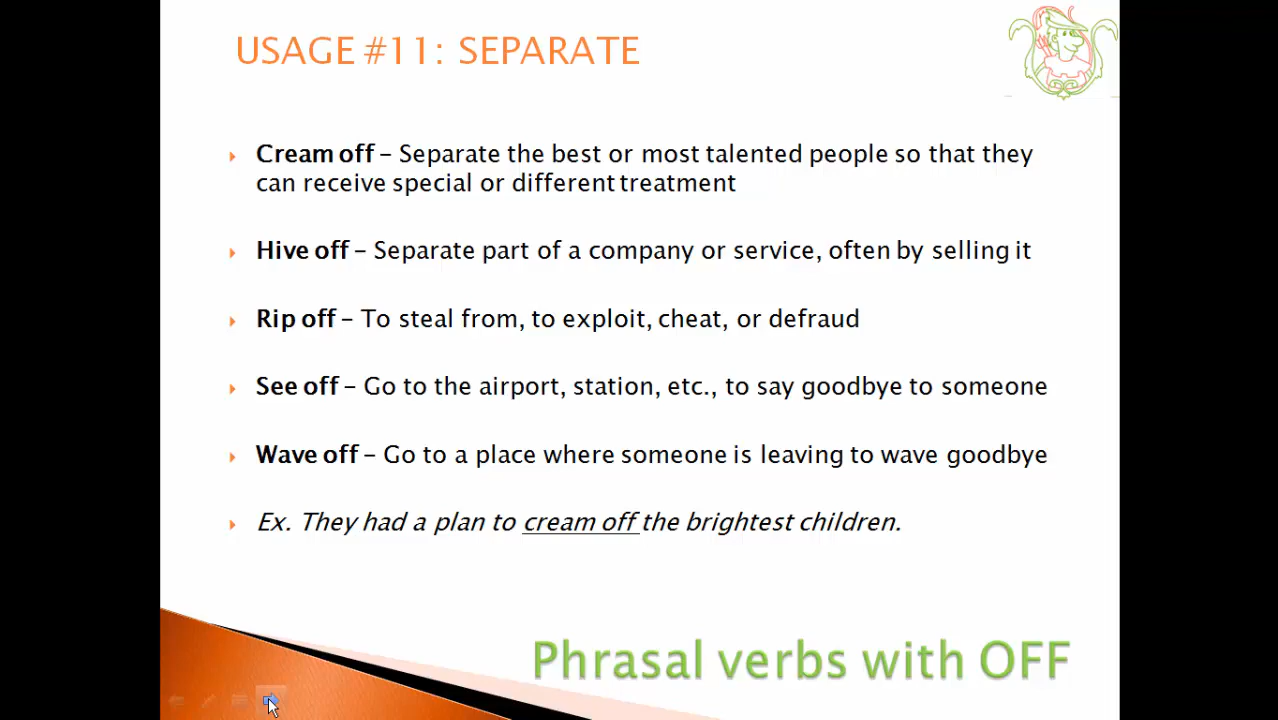 USAGE #11: SEPARATE
Cream off – Separate the best or most talented people so that they
can receive special or different treatment
Hive off – Separate part of a company or service, often by selling it
Rip off – To steal from, to exploit, cheat, or defraud
See off – Go to the airport, station, etc., to say goodbye to someone
Wave off – Go to a place where someone is leaving to wave goodbye
Ex. They had a plan to cream off the brightest children.
Phrasal verbs with OFF